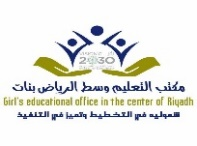 2030
مكتب التعليم وسط الرياض بنات
Girl's educational office in the center of Riyadh
شمولية في التخطيط وتميز في التنفيذ